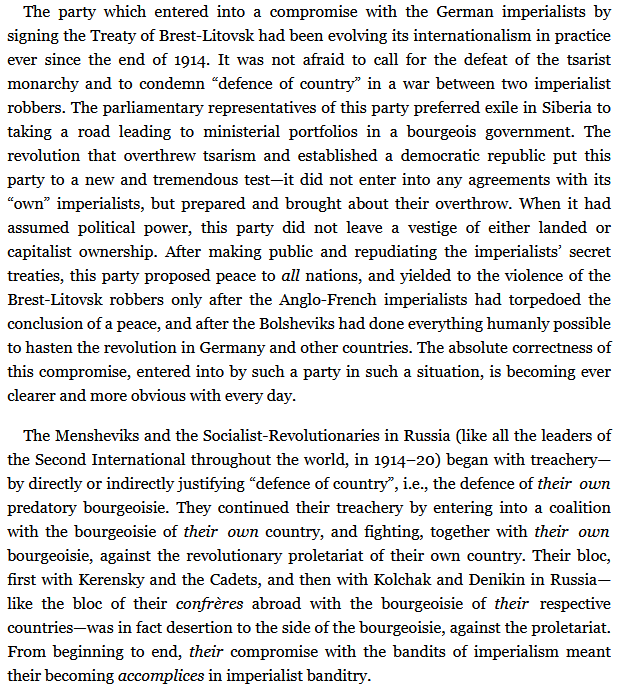 The party which entered into a compromise with the German imperialists by
signing the Treaty of Brest-Litovsk had been evolving its internationalism in practice
ever since the end of 1914. It was not afraid to call for the defeat of the tsarist
monarchy and to condemn “defence of country” in a war between two imperialist
robbers. The parliamentary representatives of this party preferred exile in Siberia to
taking a road leading to ministerial portfolios in a bourgeois government. The
revolution that overthrew tsarism and established a democratic republic put this
party to a new and tremendous test—it did not enter into any agreements with its
“own” imperialists, but prepared and brought about their overthrow. When it had
assumed political power, this party did not leave a vestige of either landed or
capitalist ownership. After making public and repudiating the imperialists’ secret
treaties, this party proposed peace to all nations, and yielded to the violence of the
Brest-Litovsk robbers only after the Anglo-French imperialists had torpedoed the
conclusion of a peace, and after the Bolsheviks had done everything humanly possible
to hasten the revolution in Germany and other countries. The absolute correctness of
this compromise, entered into by such a party in such a situation, is becoming ever
clearer and more obvious with every day.
The Mensheviks and the Socialist-Revolutionaries in Russia (like all the leaders of
the Second International throughout the world, in 1914–20) began with treachery—
by directly or indirectly justifying “defence of country”, i.e., the defence of their own
predatory bourgeoisie. They continued their treachery by entering into a coalition
with the bourgeoisie of their own country, and fighting, together with their own
bourgeoisie, against the revolutionary proletariat of their own country. Their bloc,
first with Kerensky and the Cadets, and then with Kolchak and Denikin in Russia—
like the bloc of their confrères abroad with the bourgeoisie of their respective
countries—was in fact desertion to the side of the bourgeoisie, against the proletariat.
From beginning to end, their compromise with the bandits of imperialism meant
their becoming accomplices in imperialist banditry.